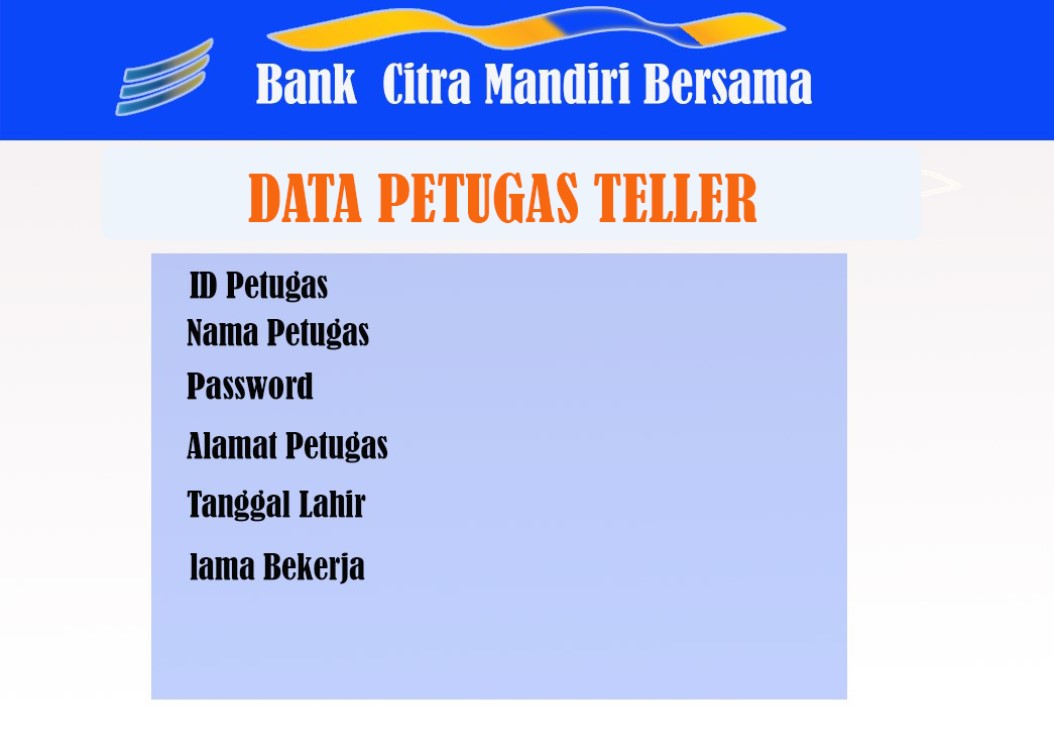 Bank Citra Mandiri Bersama
DATA PETUGAS TELLER
ID Petugas
Nama Petugas
Password
Alamat Petugas
Tanggal Lahir
lama Bekerja